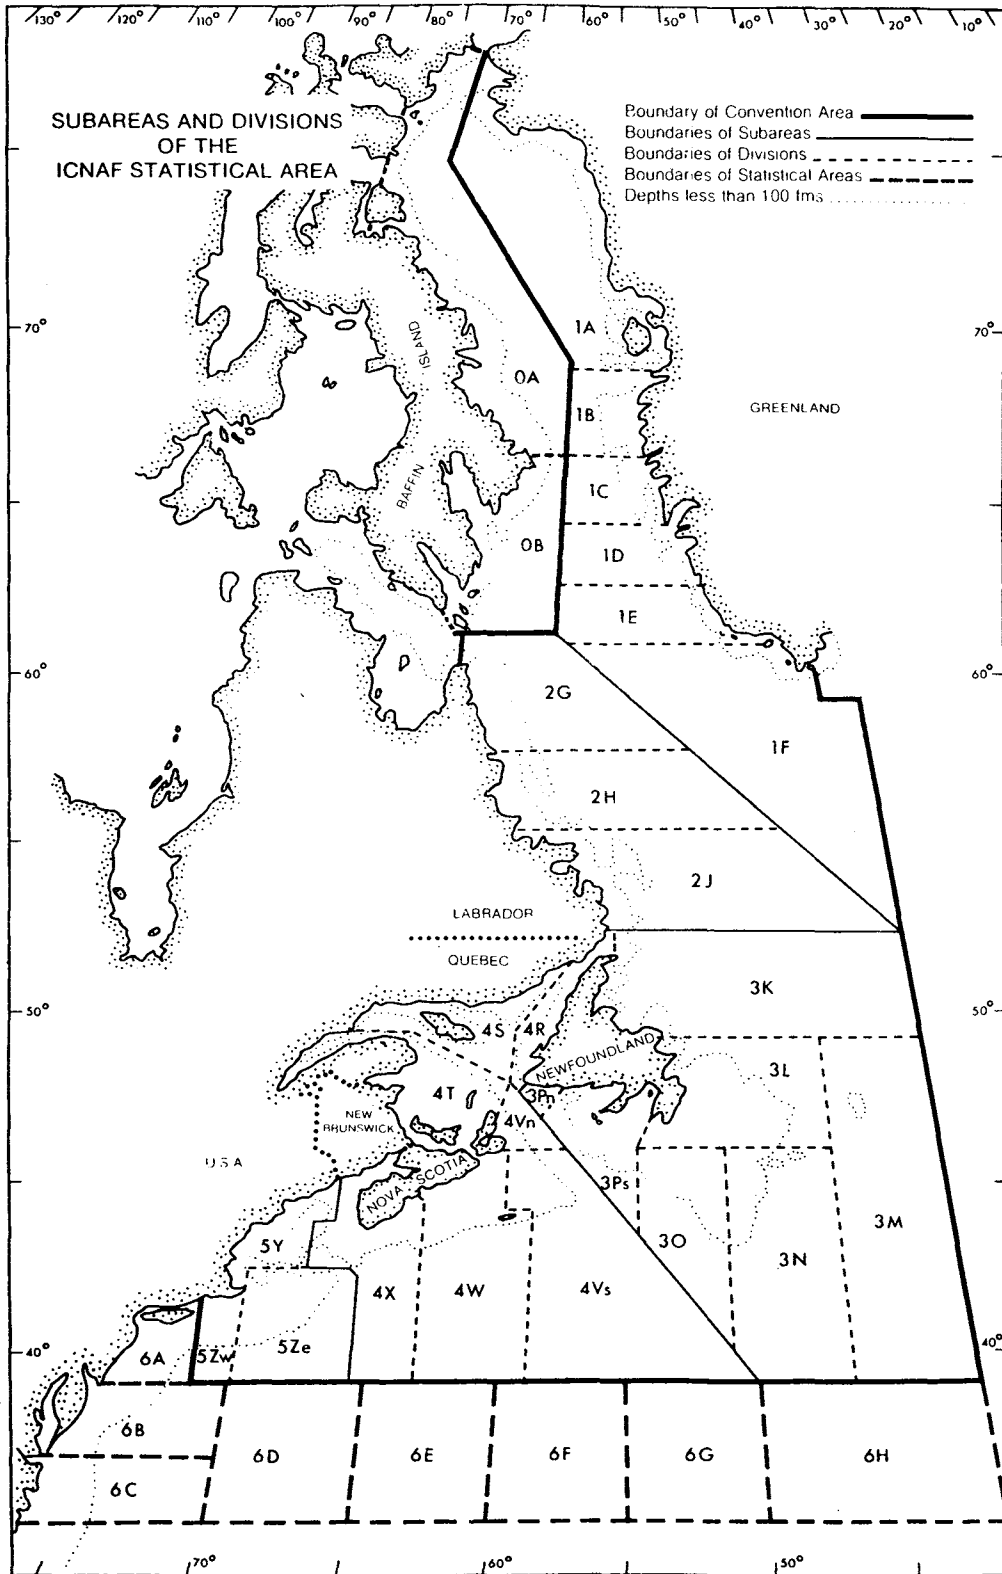 130° 120° 110° 100° 90° 80° 70° 60° 50° 40° 30° 20° 10°
SUBAREAS AND DIVISIONS
OF THE
ICNAF STATISTICAL AREA
Boundary of Convention Area
Boundaries of Subareas
Boundaries of Divisions
Boundaries of Statistical Areas
Depths less than 100 fms
70° 70°
1A
ISLAND
0A
1B
GREENLAND
BAFFIN
1C
0B
1D
1E
60° 60°
2G
1F
2H
2J
LABRADOR
QUEBEC
3K
50° 50°
4S 4R
NEWFOUNDLAND
3L
4T
3Pn
NEW
BRUNSWICK
4Vn
U.S.A
NOVA SCOTIA
3Ps
3M
5Y
3O
3N
4X 4W 4Vs
40° 40°
6A 5Zw 5Ze
6B
6D 6E 6F 6G 6H
6C
70° 60° 50°